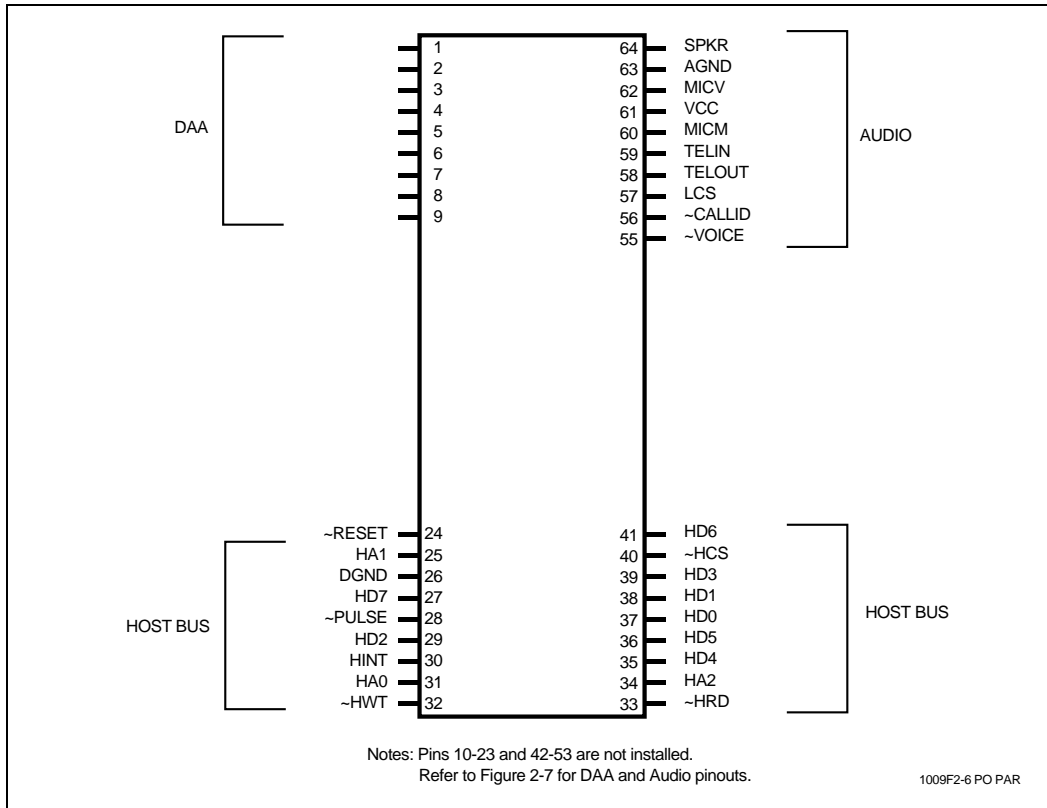 DAA
1
2
3
4
5
6
7
8
9
64 SPKR
63 AGND
62 MICV
61 VCC
60 MICM
59 TELIN
58 TELOUT
57 LCS
56 ~CALLID
55 ~VOICE
AUDIO
HOST BUS
~RESET 24
HA1 25
DGND 26
HD7 27
~PULSE 28
HD2 29
HINT 30
HA0 31
~HWT 32
41 HD6
40 ~HCS
39 HD3
38 HD1
37 HD0
36 HD5
35 HD4
34 HA2
33 ~HRD
HOST BUS
Notes: Pins 10-23 and 42-53 are not installed.
Refer to Figure 2-7 for DAA and Audio pinouts.
1009F2-6 PO PAR